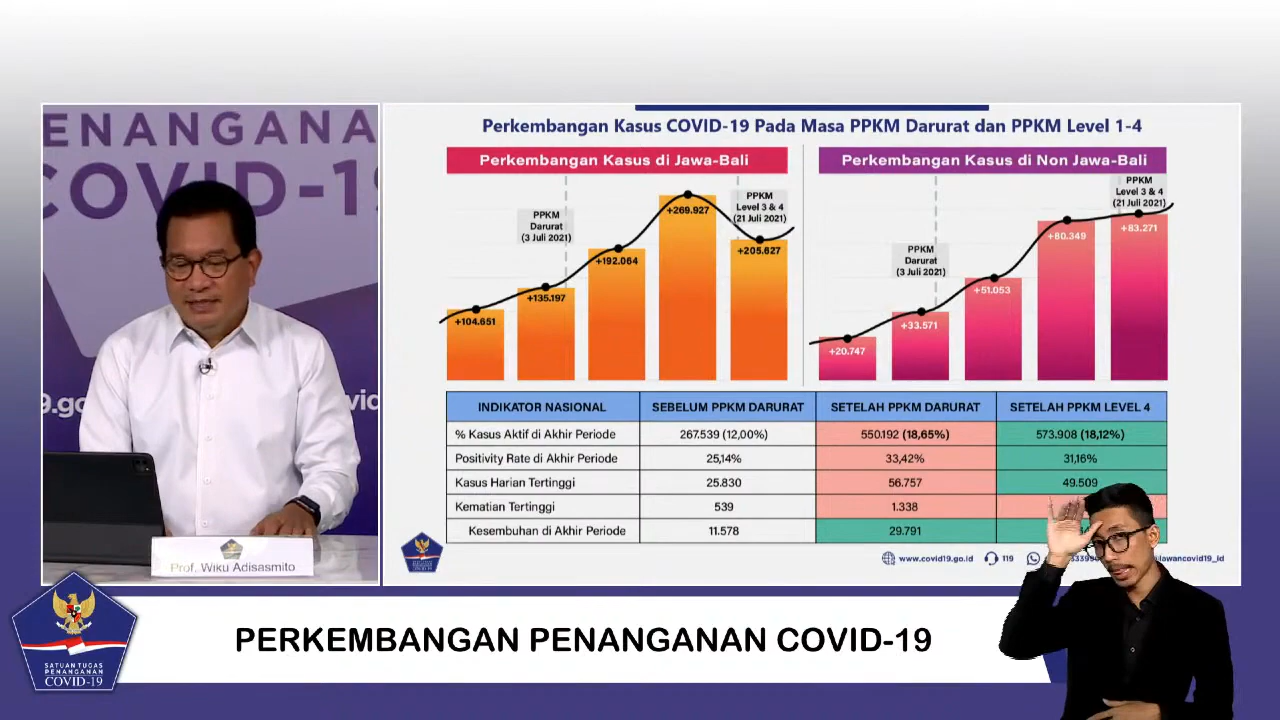 ENANGANA
COVID-19
9.go
vid
Prof. Wiku Adisasmito
Perkembangan Kasus COVID-19 Pada Masa PPKM Darurat dan PPKM Level 1-4
Perkembangan Kasus di Jawa-Bali
PPKM
Darurat
(3 Juli 2021)
PPKM
Level 3 & 4
(21 Juli 2021)
+104.651
+135.197
+192.064
+269.927
+205.627
Perkembangan Kasus di Non Jawa-Bali
PPKM
Darurat
(3 Juli 2021)
PPKM
Level 3 & 4
(21 Juli 2021)
+20.747
+33.571
+51.053
+80.349
+83.271
INDIKATOR NASIONAL SEBELUM PPKM DARURAT SETELAH PPKM DARURAT SETELAH PPKM LEVEL 4
% Kasus Aktif di Akhir Periode 267.539 (12,00%) 550.192 (18,65%) 573.908 (18,12%)
Positivity Rate di Akhir Periode 25,14% 33,42% 31,16%
Kasus Harian Tertinggi 25.830 56.757 49.509
Kematian Tertinggi 539 1.338
Kesembuhan di Akhir Periode 11.578 29.791
www.covid19.go.id 119 lawancovid19_id
PERKEMBANGAN PENANGANAN COVID-19
SATUAN TUGAS
PENANGANAN
COVID-19